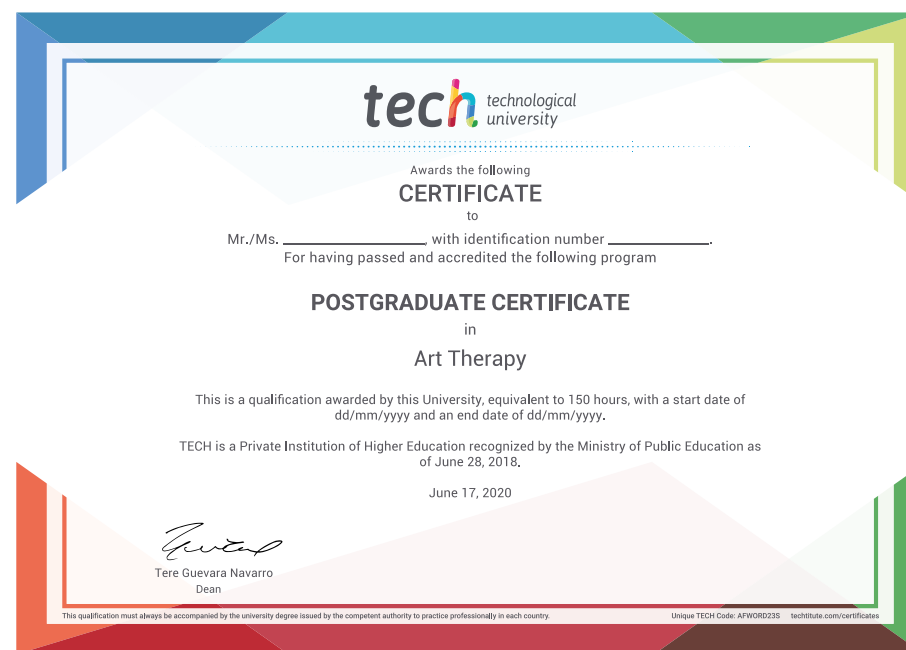 tech technological
university
Awards the following
CERTIFICATE
to
Mr./Ms. ____________________, with identification number ______________.
For having passed and accredited the following program
POSTGRADUATE CERTIFICATE
in
Art Therapy
This is a qualification awarded by this University, equivalent to 150 hours, with a start date of
dd/mm/yyyy and an end date of dd/mm/yyyy.
TECH is a Private Institution of Higher Education recognized by the Ministry of Public Education as
of June 28, 2018.
June 17, 2020
Tere Guevara Navarro
Dean
This qualification must always be accompanied by the university degree issued by the competent authority to practice professionally in each country.
Unique TECH Code: AFWORD23S techtitute.com/certificates